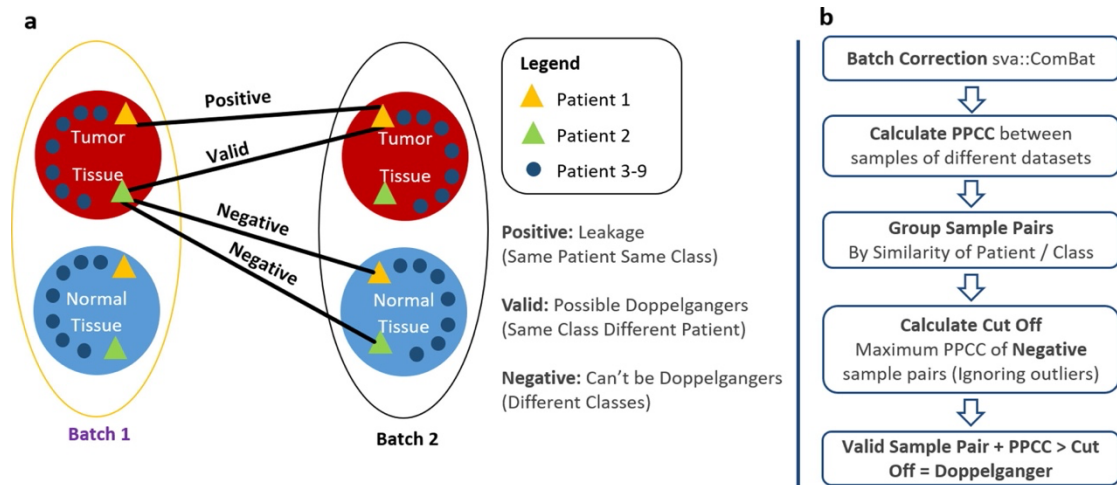 a
Positive
Tumor
Tissue
Valid
Tumor
Tissue
Negative
Negative
Normal
Tissue
Normal
Tissue
Batch 1
Batch 2
Legend
Patient 1
Patient 2
Patient 3-9
Positive: Leakage
(Same Patient Same Class)
Valid: Possible Doppelgangers
(Same Class Different Patient)
Negative: Can’t be Doppelgangers
(Different Classes)
b
Batch Correction sva::ComBat
Calculate PPCC between
samples of different datasets
Group Sample Pairs
By Similarity of Patient / Class
Calculate Cut Off
Maximum PPCC of Negative
sample pairs (Ignoring outliers)
Valid Sample Pair + PPCC > Cut
Off = Doppelganger